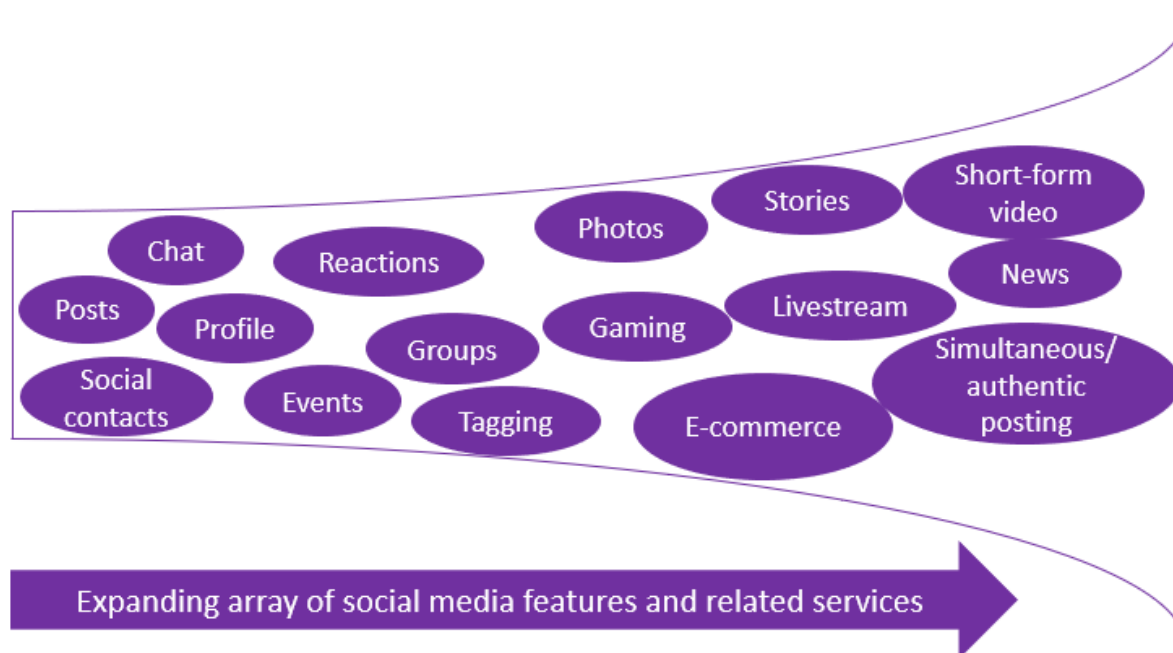 Chat
Posts
Profile
Social
contacts
Reactions
Events
Groups
Tagging
Photos
Gaming
E-commerce
Stories
Livestream
Short-form
video
News
Simultaneous/
authentic
posting
Expanding array of social media features and related services